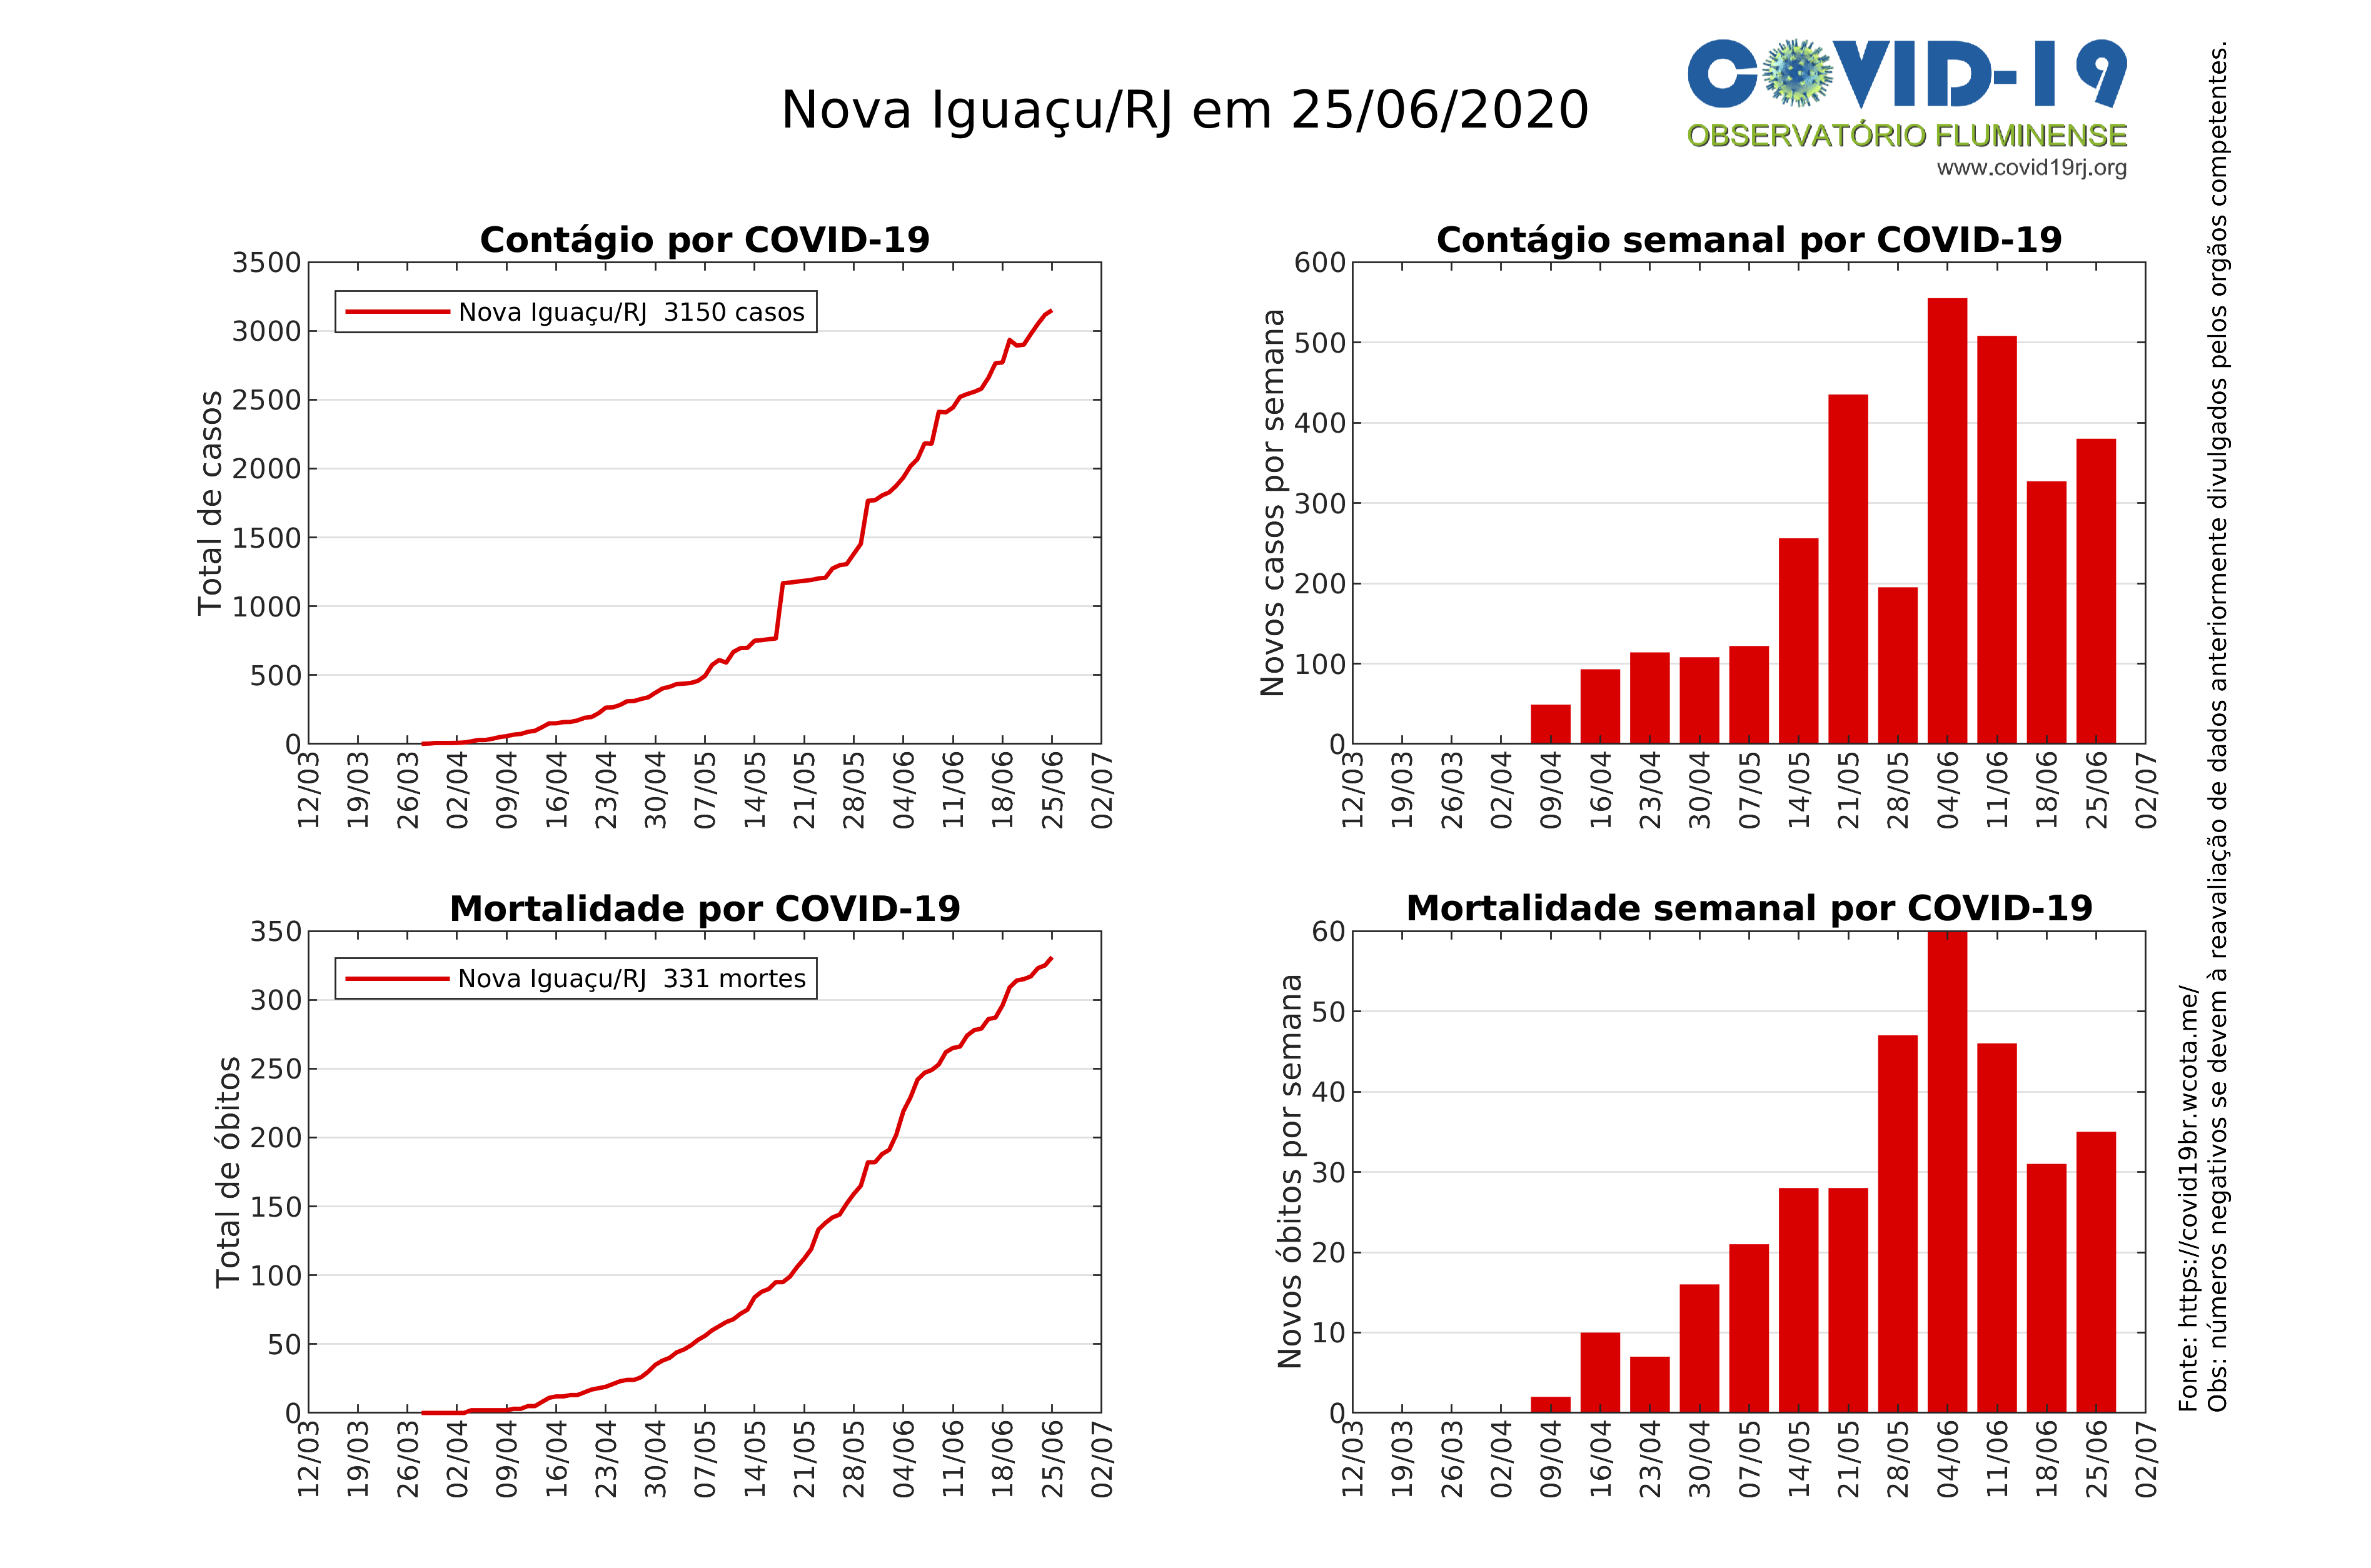 Nova Iguaçu/RJ em 25/06/2020
COVID-19
OBSERVATÓRIO FLUMINENSE
www.covid19rj.org
Contágio por COVID-19
Total de casos
3500
3000
2500
2000
1500
1000
500
0
Nova Iguaçu/RJ 3150 casos
12/03 19/03 26/03 02/04 09/04 16/04 23/04 30/04 07/05 14/05 21/05 28/05 04/06 11/06 18/06 25/06 02/07
Contágio semanal por COVID-19
Novos casos por semana
600
500
400
300
200
100
0
12/03 19/03 26/03 02/04 09/04 16/04 23/04 30/04 07/05 14/05 21/05 28/05 04/06 11/06 18/06 25/06 02/07
Mortalidade por COVID-19
Total de óbitos
350
300
250
200
150
100
50
0
Nova Iguaçu/RJ 331 mortes
12/03 19/03 26/03 02/04 09/04 16/04 23/04 30/04 07/05 14/05 21/05 28/05 04/06 11/06 18/06 25/06 02/07
Mortalidade semanal por COVID-19
Novos óbitos por semana
60
50
40
30
20
10
0
12/03 19/03 26/03 02/04 09/04 16/04 23/04 30/04 07/05 14/05 21/05 28/05 04/06 11/06 18/06 25/06 02/07
Fonte: https://covid19br.wcota.me/
Obs: números negativos se devem à reavaliação de dados anteriormente divulgados pelos orgãos competentes.